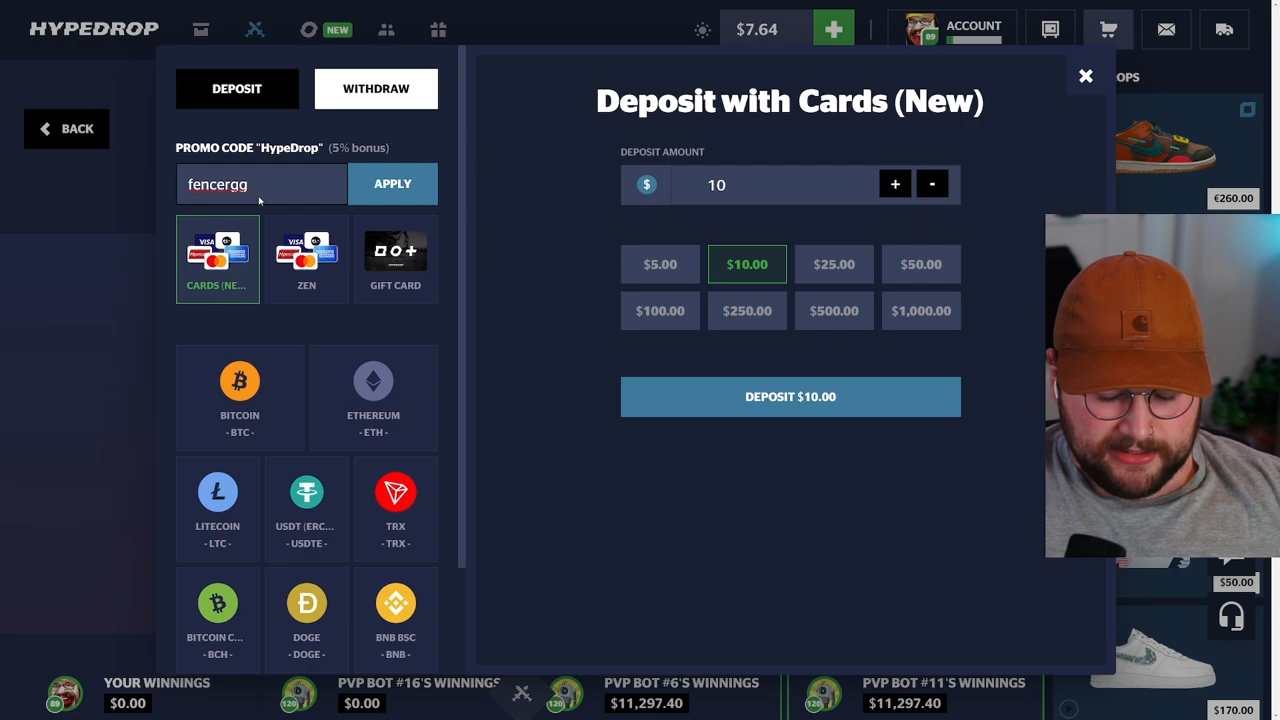 HYPEDROP
NEW
$7.64
89
ACCOUNT
DEPOSIT
WITHDRAW
BACK
PROMO CODE "HypeDrop" (5% bonus)
fencergg
APPLY
CARDS (NE...
ZEN
GIFT CARD
BITCOIN
- BTC -
ETHEREUM
- ETH -
LITECOIN
- LTC -
USDT (ERC...
- USDTE -
TRX
- TRX -
BITCOIN C...
- BCH -
DOGE
- DOGE -
BNB BSC
- BNB -
Deposit with Cards (New)
DEPOSIT AMOUNT
$
10
+
-
$5.00
$10.00
$25.00
$50.00
$100.00
$250.00
$500.00
$1,000.00
DEPOSIT $10.00
OPS
€260.00
$50.00
$170.00
89
YOUR WINNINGS
$0.00
120
PVP BOT #16'S WINNINGS
$0.00
120
PVP BOT #6'S WINNINGS
$11,297.40
120
PVP BOT #11'S WINNINGS
$11,297.40